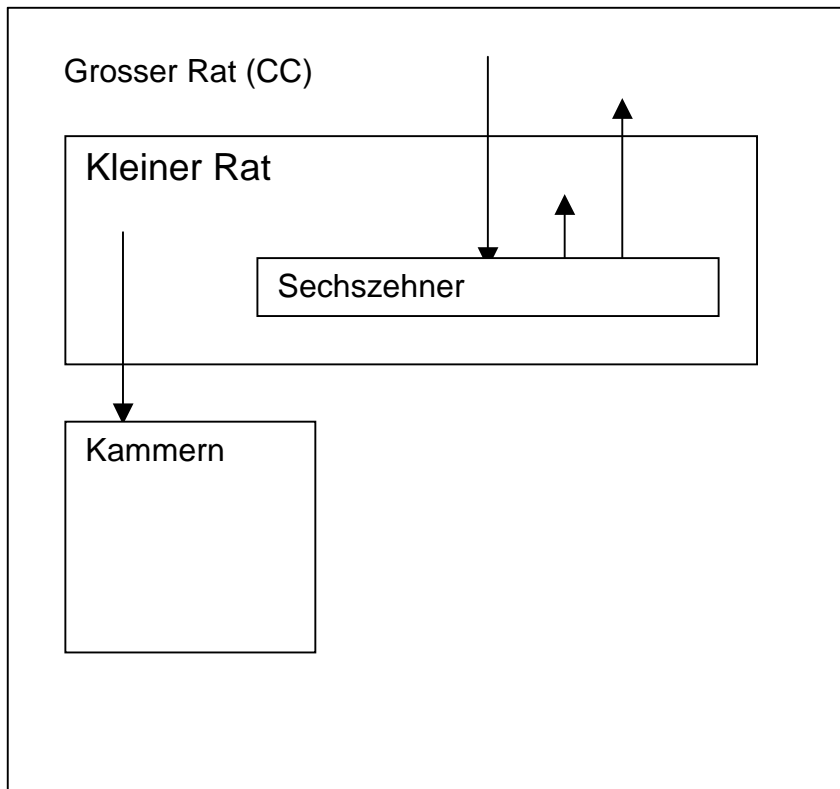 Grosser Rat (CC)
Kleiner Rat
Sechszehner
Kammern